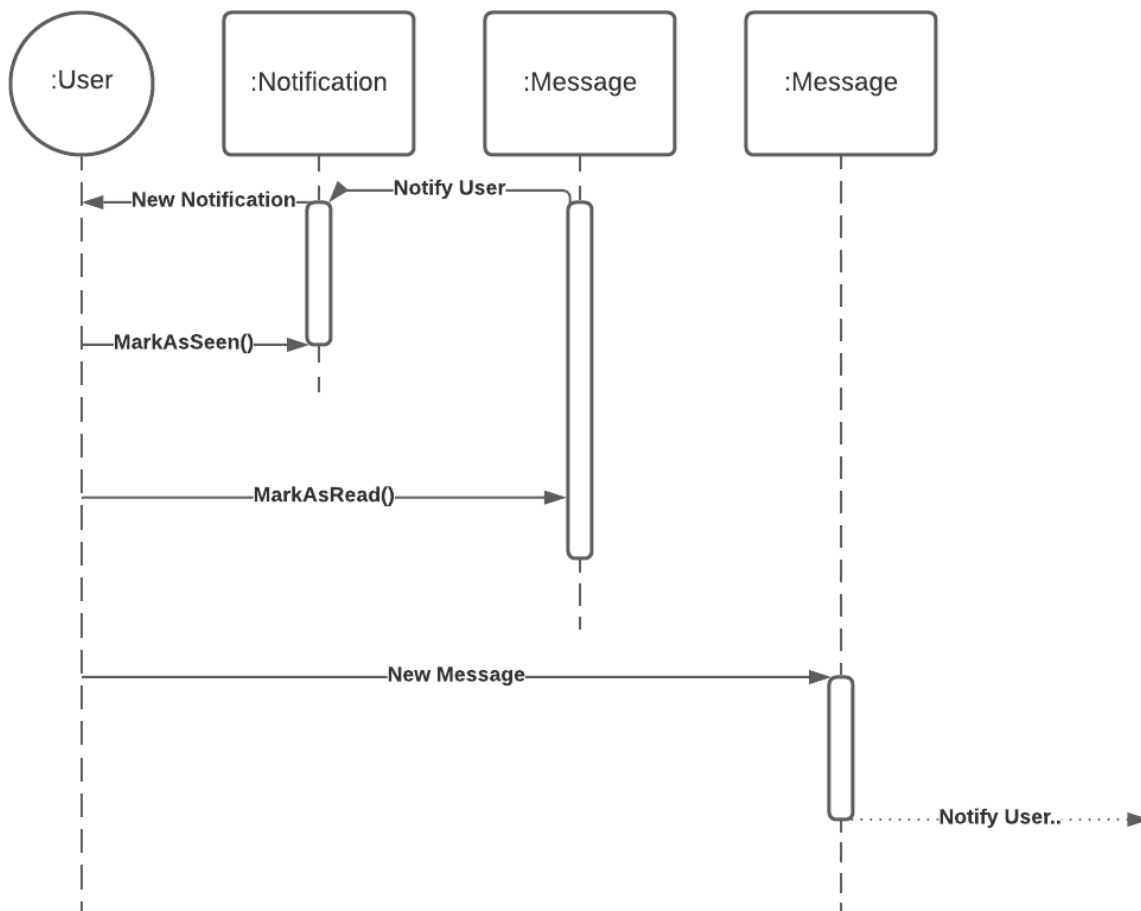 :User
:Notification
:Message
:Message
Notify User
New Notification
MarkAsSeen()
MarkAsRead()
New Message
Notify User..